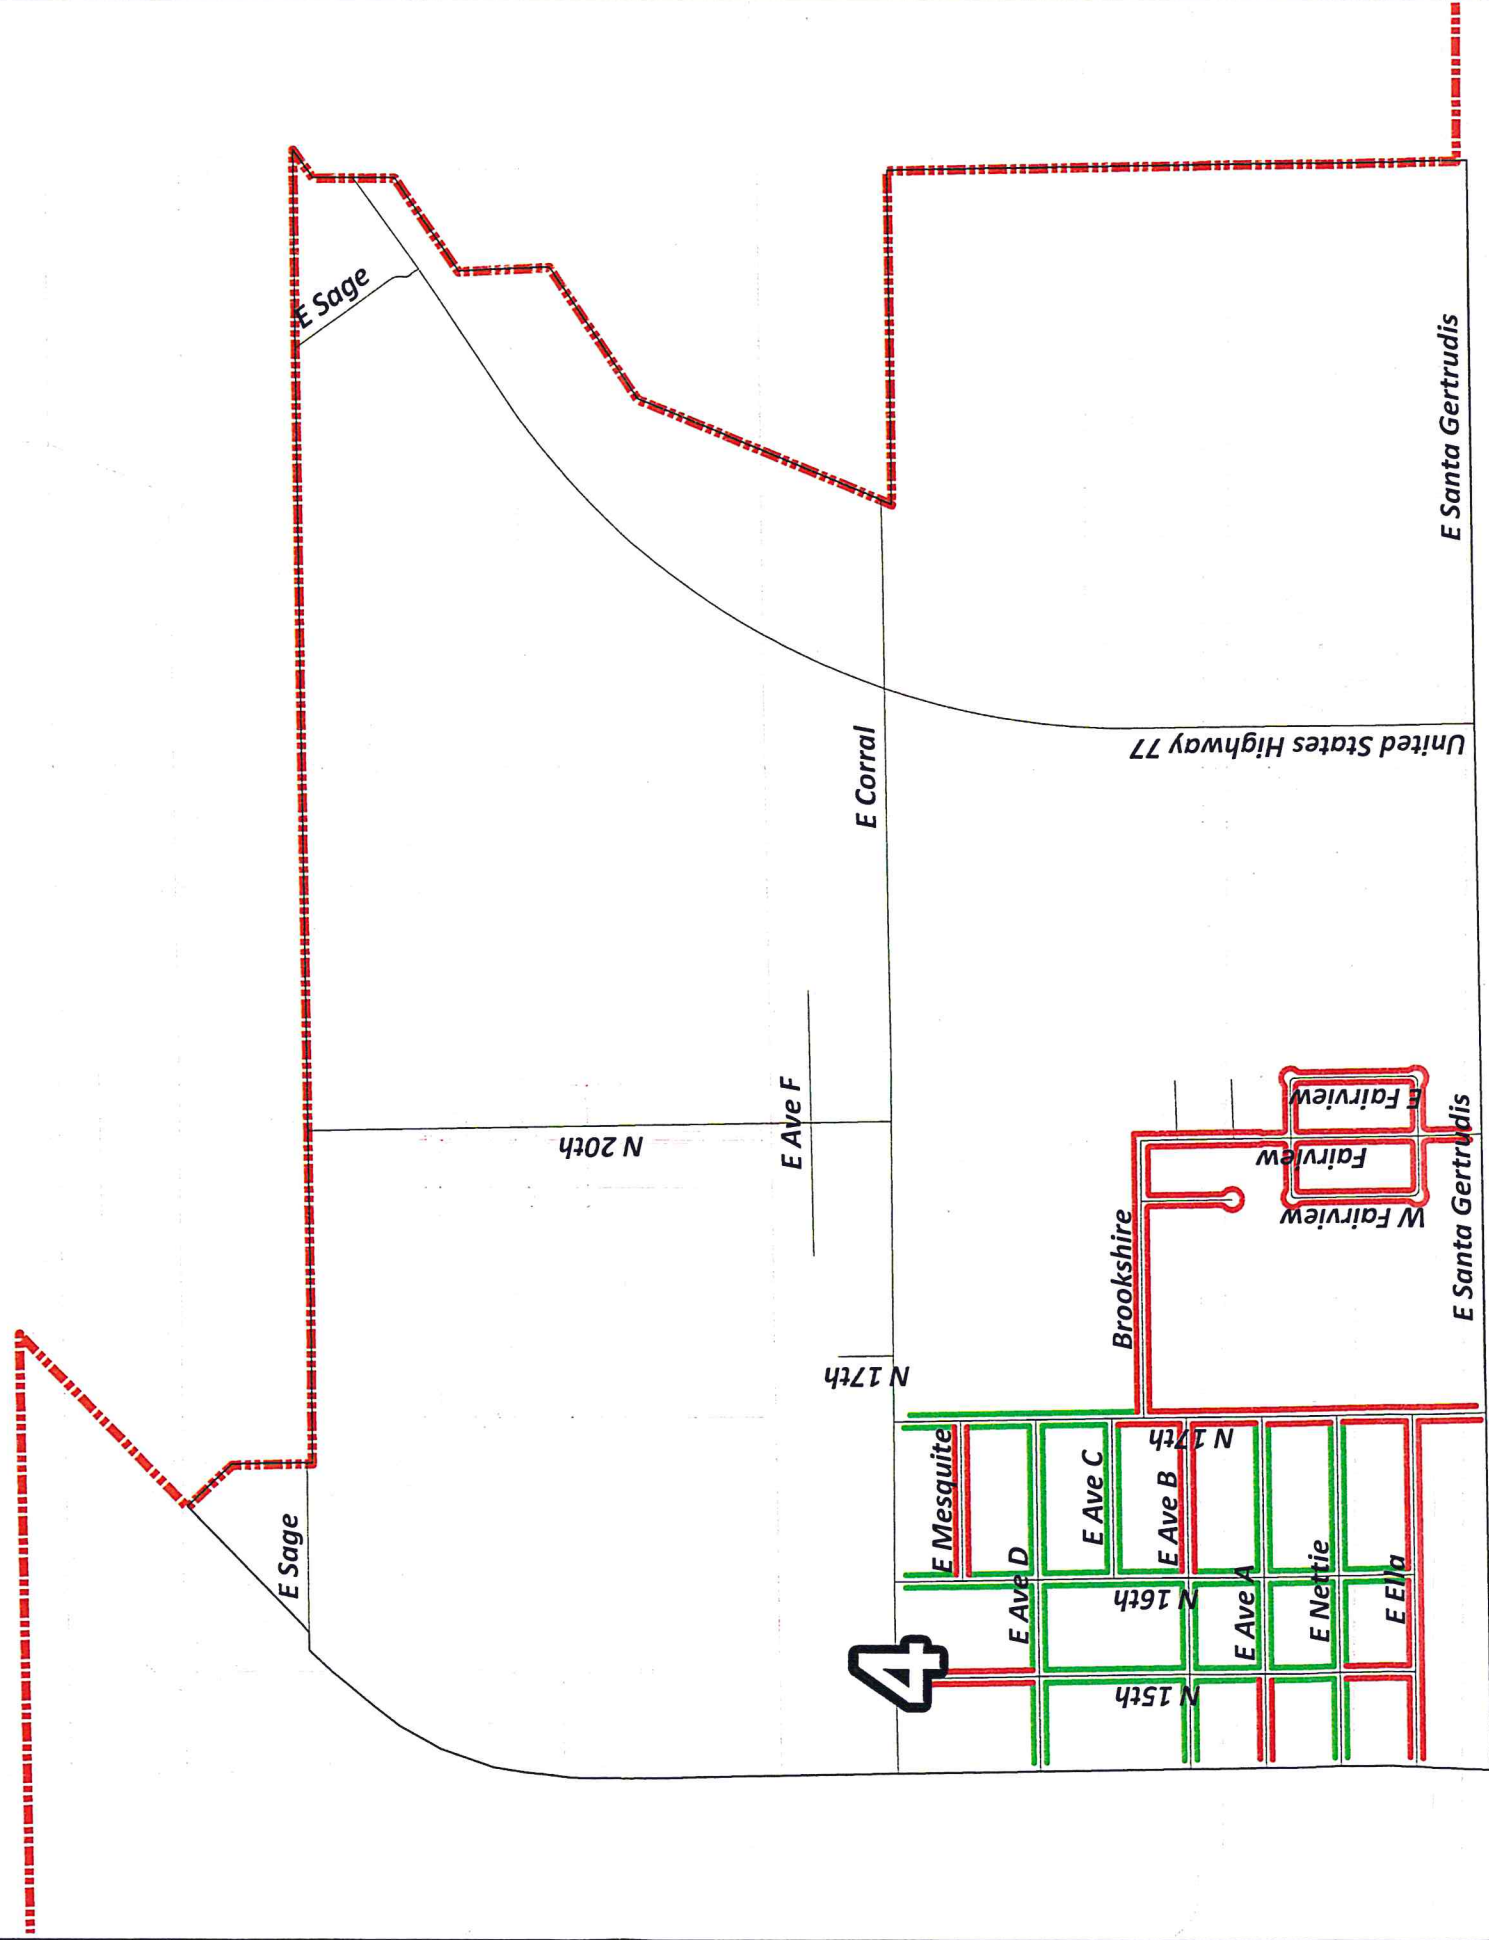 E Sage
United States Highway 77
E Santa Gertrudis
E Corral
E Ave F
N 20th
N 17th
E Sage
Brookshire
E Fairview
Fairview
W Fairview
E Santa Gertrudis
E Mesquite
E Ave D
E Ave C
E Ave B
E Ave A
E Nettie
E Ella
N 17th
N 16th
N 15th
4